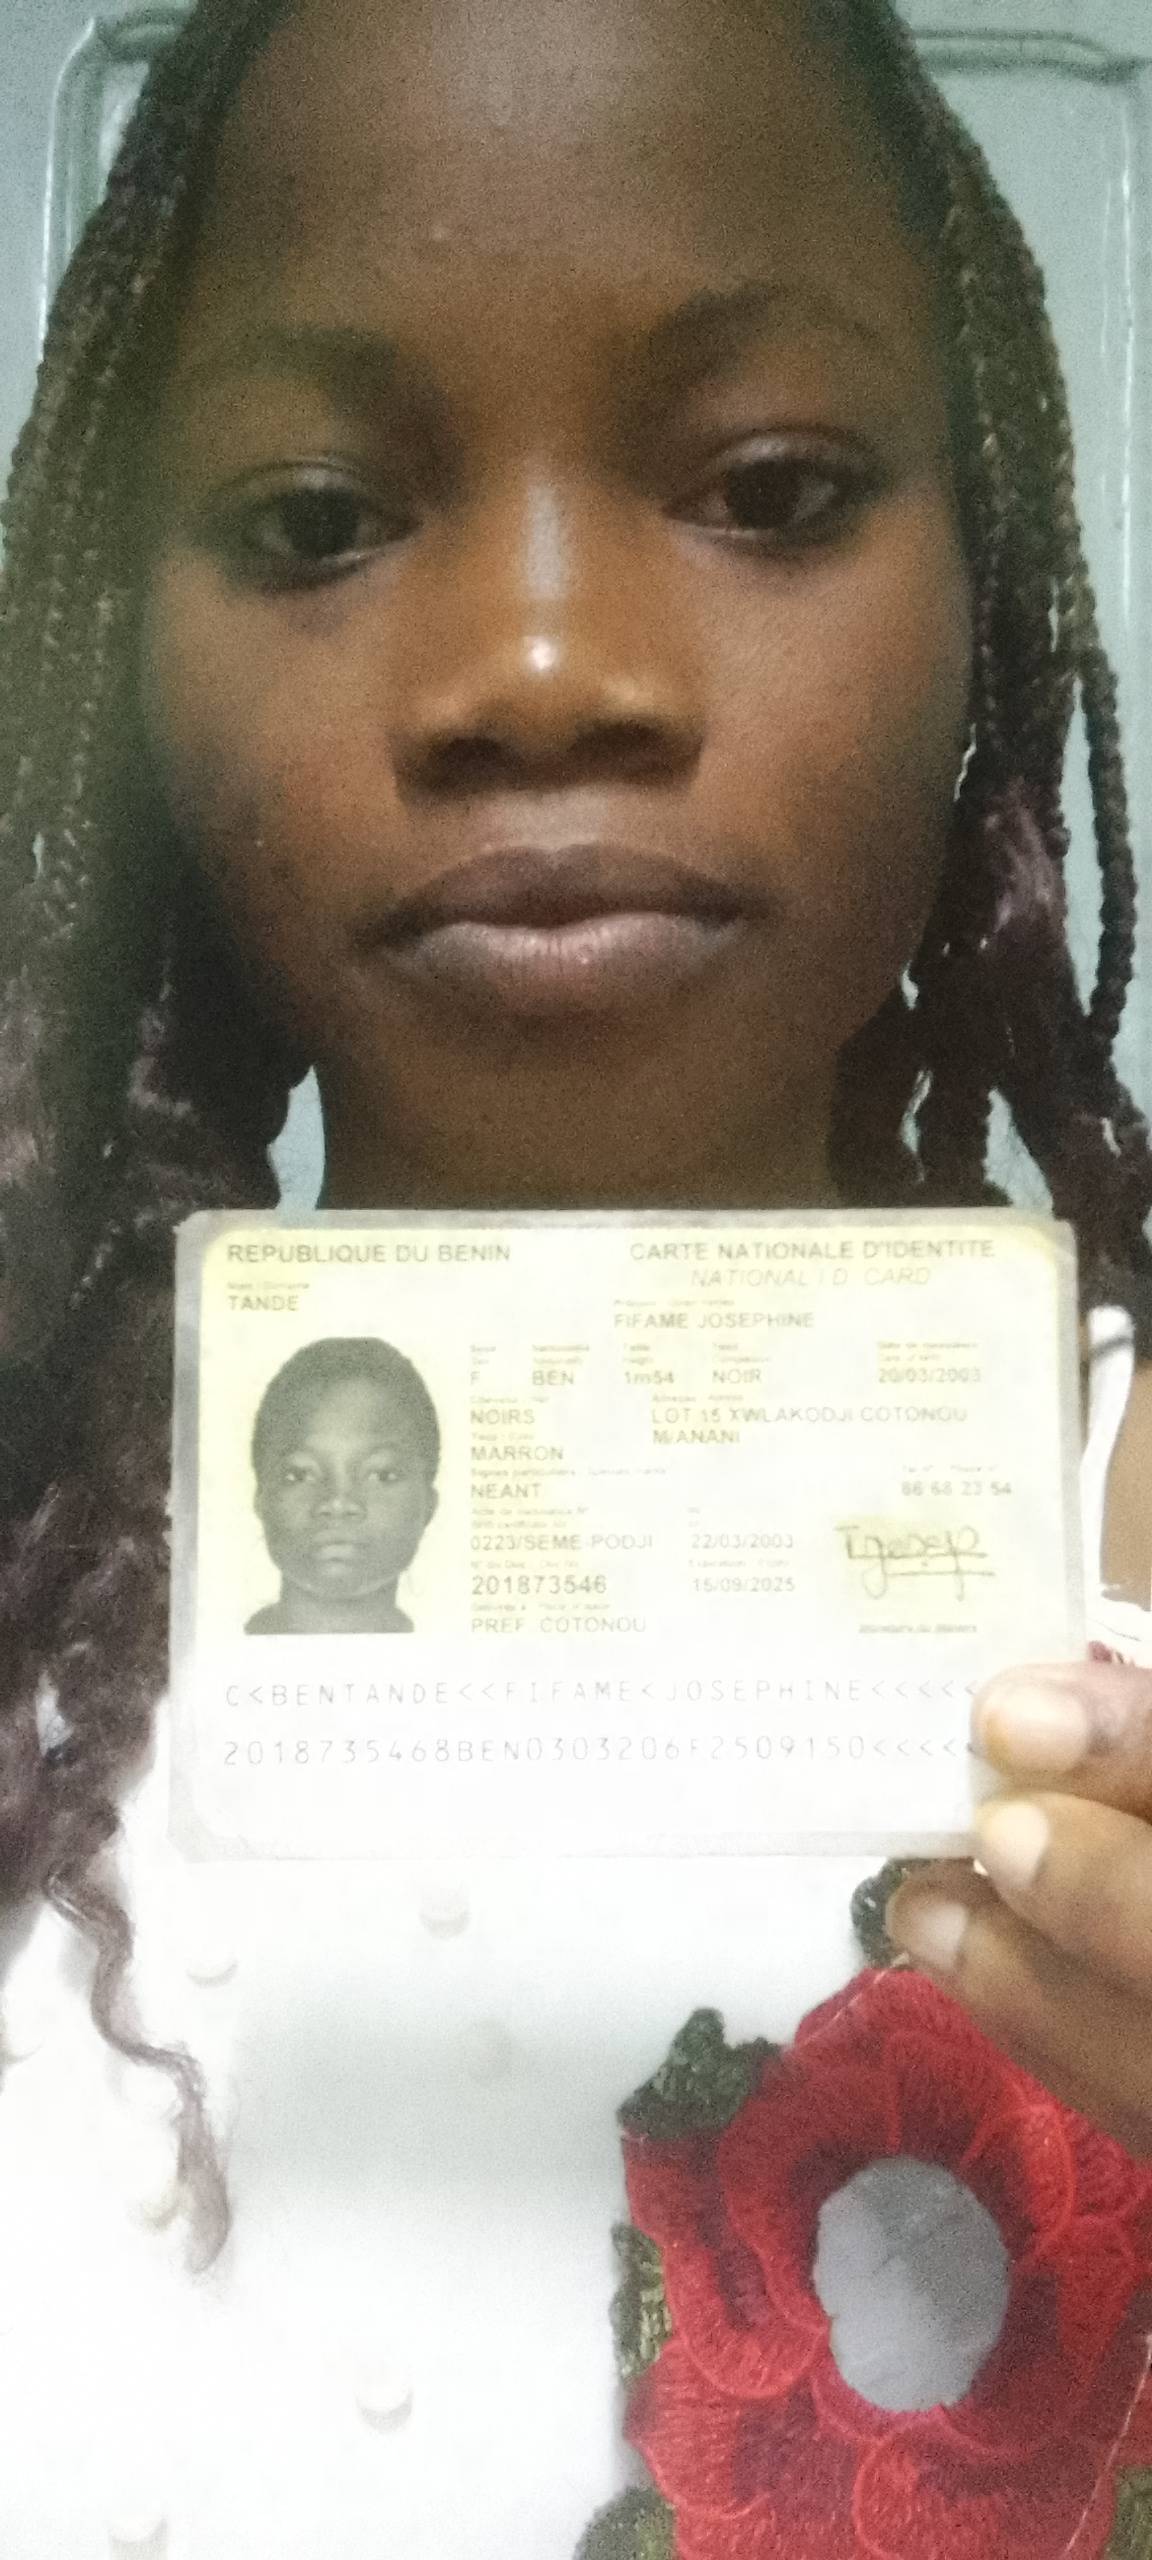 REPUBLIQUE DU BENIN CARTE NATIONALE D'IDENTITE
NATIONAL I D CARD
TANDE
FIFAME JOSEPHINE
F BEN 1m54 NOIR 20/03/2003
NOIRS LOT 15 XWLAKODJI COTONOU
M/ANANI
MARRON
NEANT 66 68 23 54
0223/SEME-PODJI 22/03/2003
201873546 15/09/2025
PREF. COTONOU
C<BENTANDE<<FIFAME<JOSEPHINE<<<<<
2018735468BEN0303206F2509150<<<<<